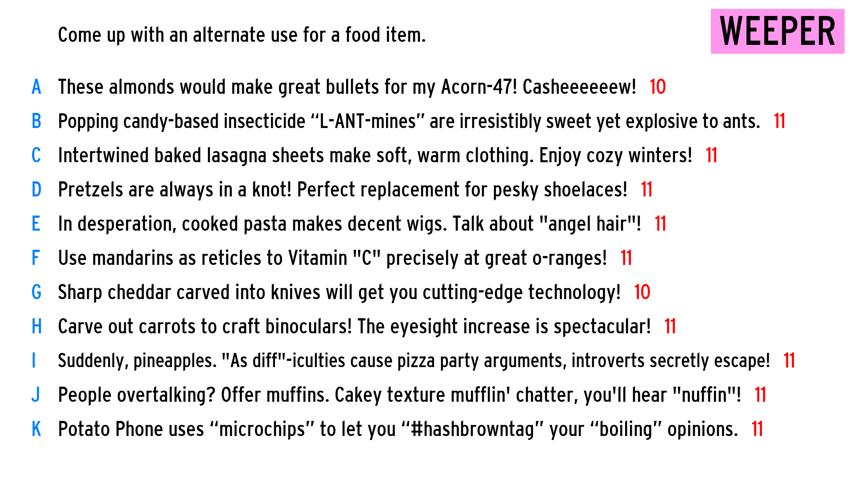 Come up with an alternate use for a food item.
WEEPER
A These almonds would make great bullets for my Acorn-47! Casheeeeeew! 10
B Popping candy-based insecticide “L-ANT-mines” are irresistibly sweet yet explosive to ants. 11
C Intertwined baked lasagna sheets make soft, warm clothing. Enjoy cozy winters! 11
D Pretzels are always in a knot! Perfect replacement for pesky shoelaces! 11
E In desperation, cooked pasta makes decent wigs. Talk about "angel hair"! 11
F Use mandarins as reticles to Vitamin "C" precisely at great o-ranges! 11
G Sharp cheddar carved into knives will get you cutting-edge technology! 10
H Carve out carrots to craft binoculars! The eyesight increase is spectacular! 11
I Suddenly, pineapples. "As diff"-iculties cause pizza party arguments, introverts secretly escape! 11
J People overtalking? Offer muffins. Cakey texture mufflin' chatter, you'll hear "nuffin"! 11
K Potato Phone uses “microchips” to let you “#hashbrowntag” your “boiling” opinions. 11